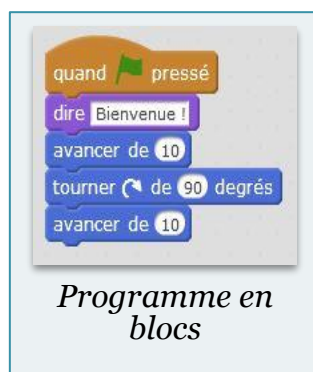 quand pressé
dire Bienvenue !
avancer de 10
tourner de 90 degrés
avancer de 10
Programme en
blocs